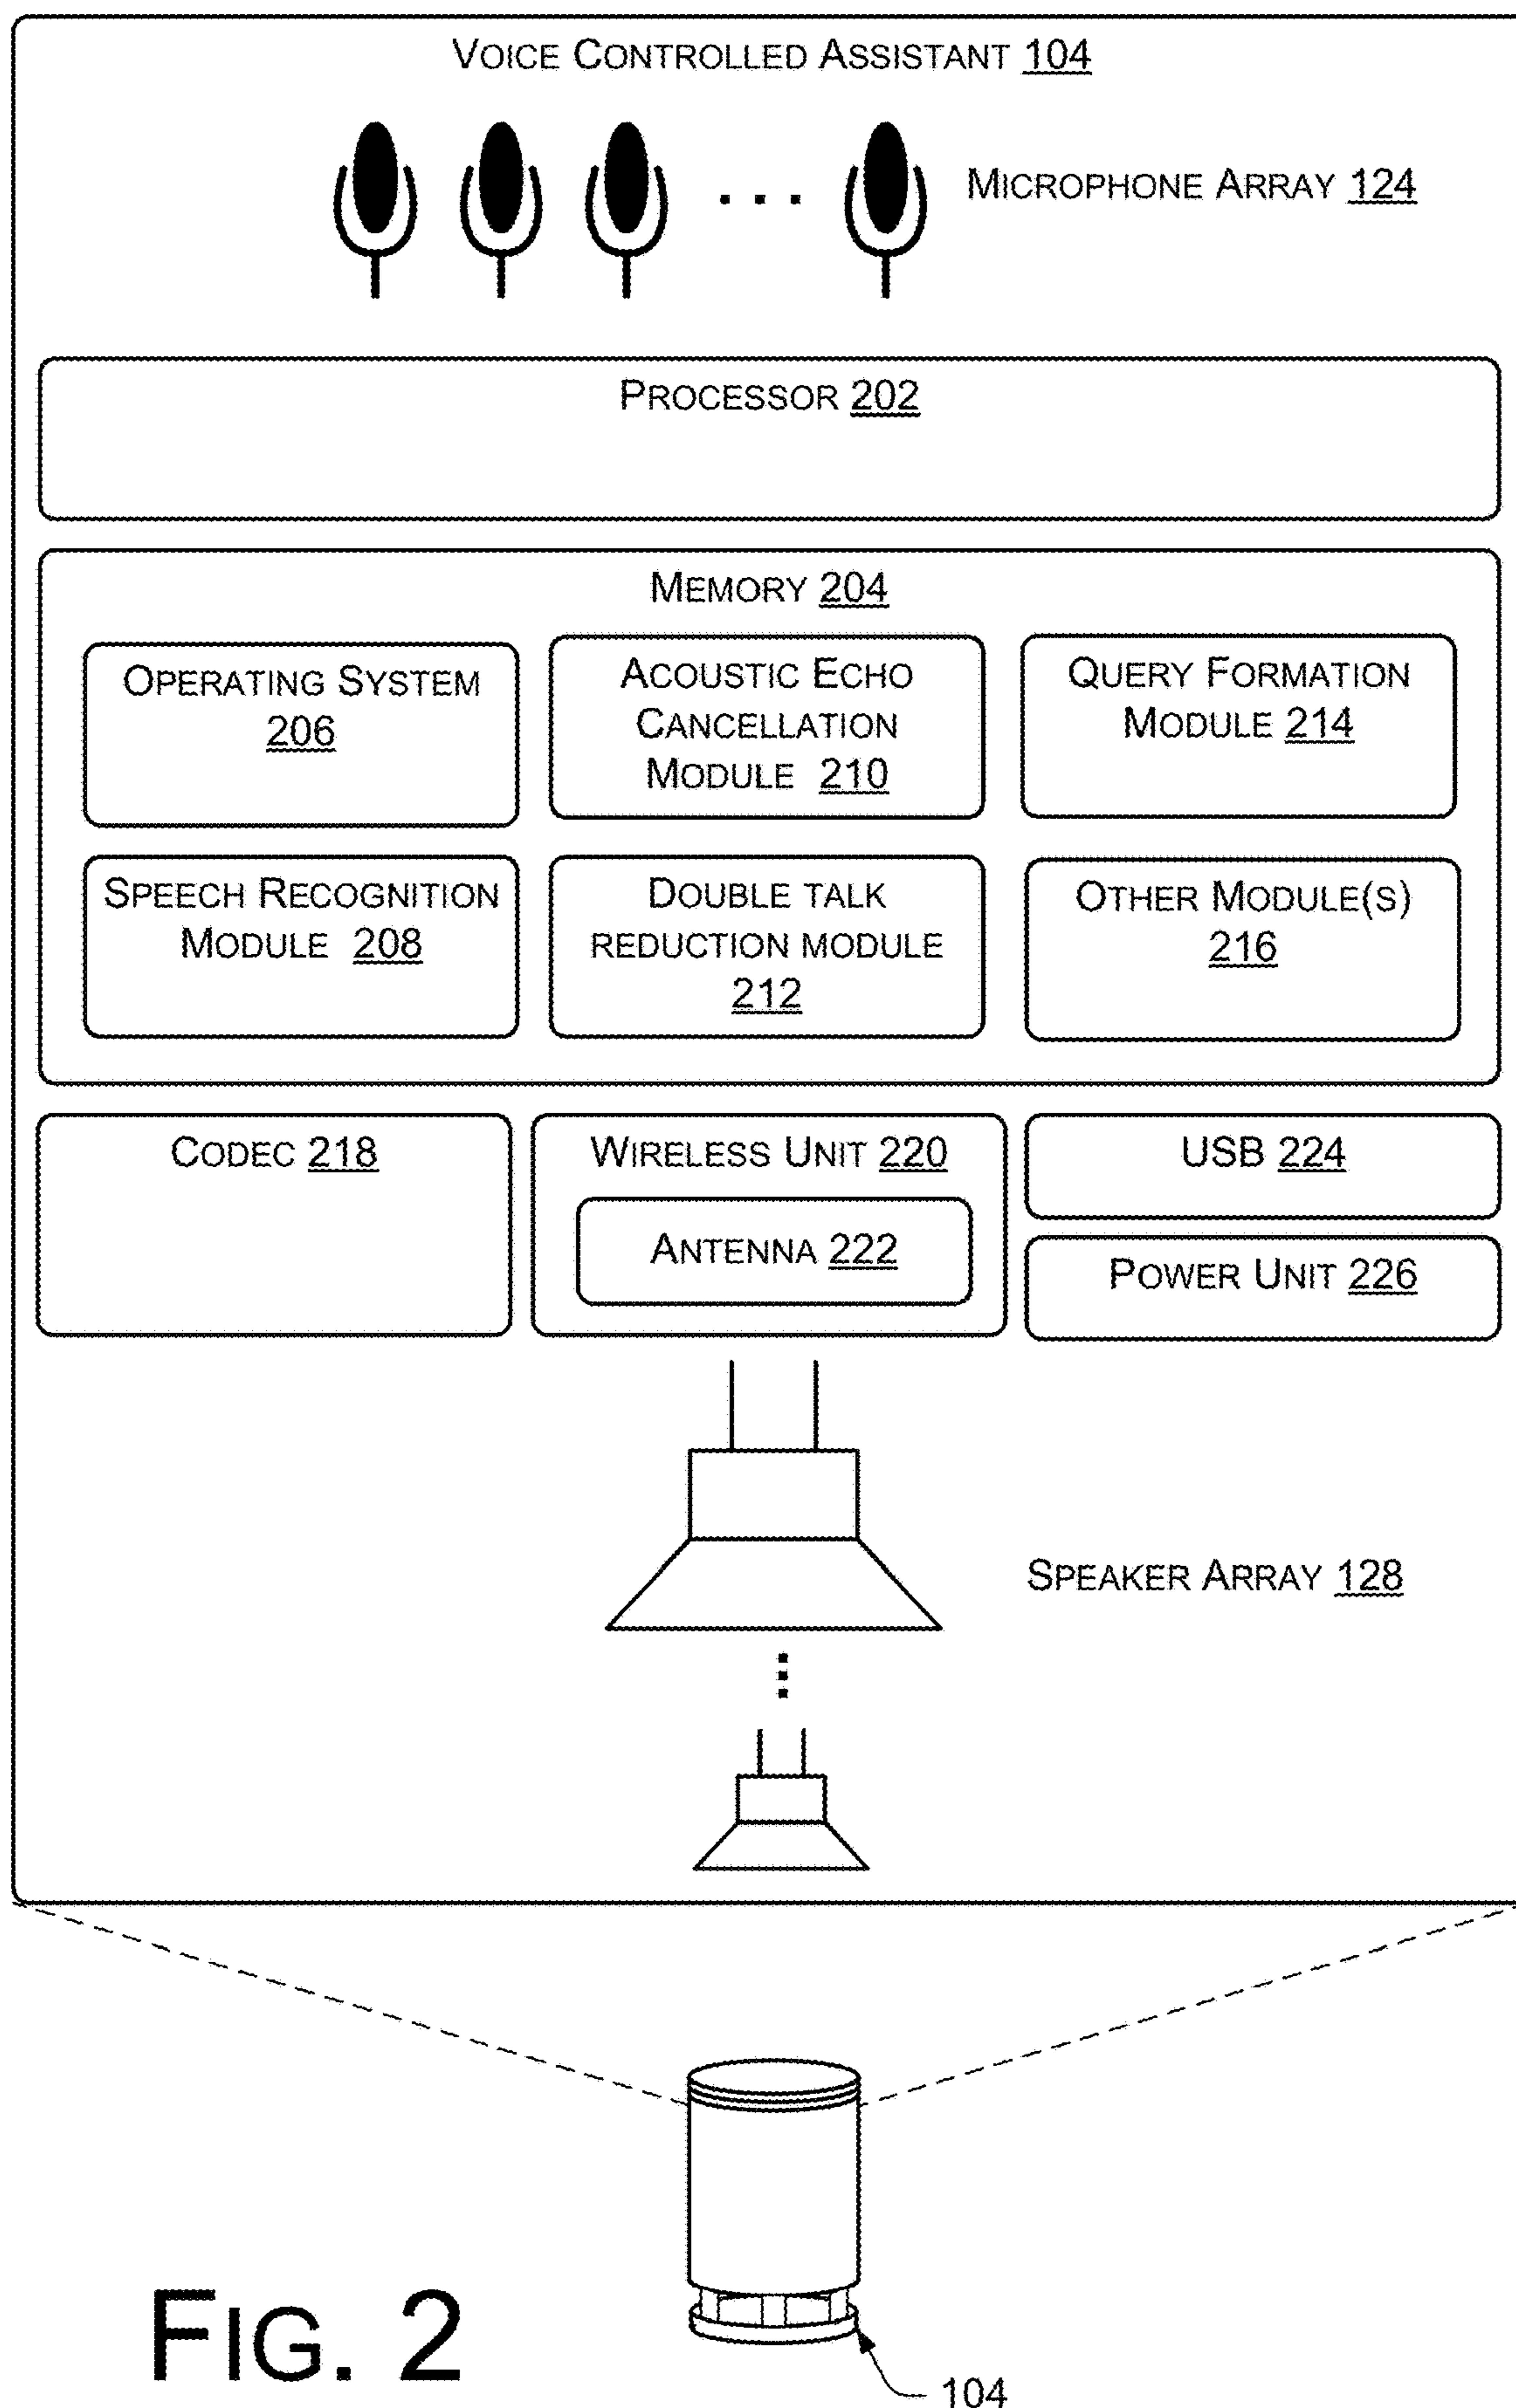 VOICE CONTROLLED ASSISTANT 104
MICROPHONE ARRAY 124
PROCESSOR 202
MEMORY 204
OPERATING SYSTEM
206
ACOUSTIC ECHO
CANCELLATION
MODULE 210
QUERY FORMATION
MODULE 214
SPEECH RECOGNITION
MODULE 208
DOUBLE TALK
REDUCTION MODULE
212
OTHER MODULE(S)
216
CODEC 218
WIRELESS UNIT 220
ANTENNA 222
USB 224
POWER UNIT 226
SPEAKER ARRAY 128
FIG. 2
104